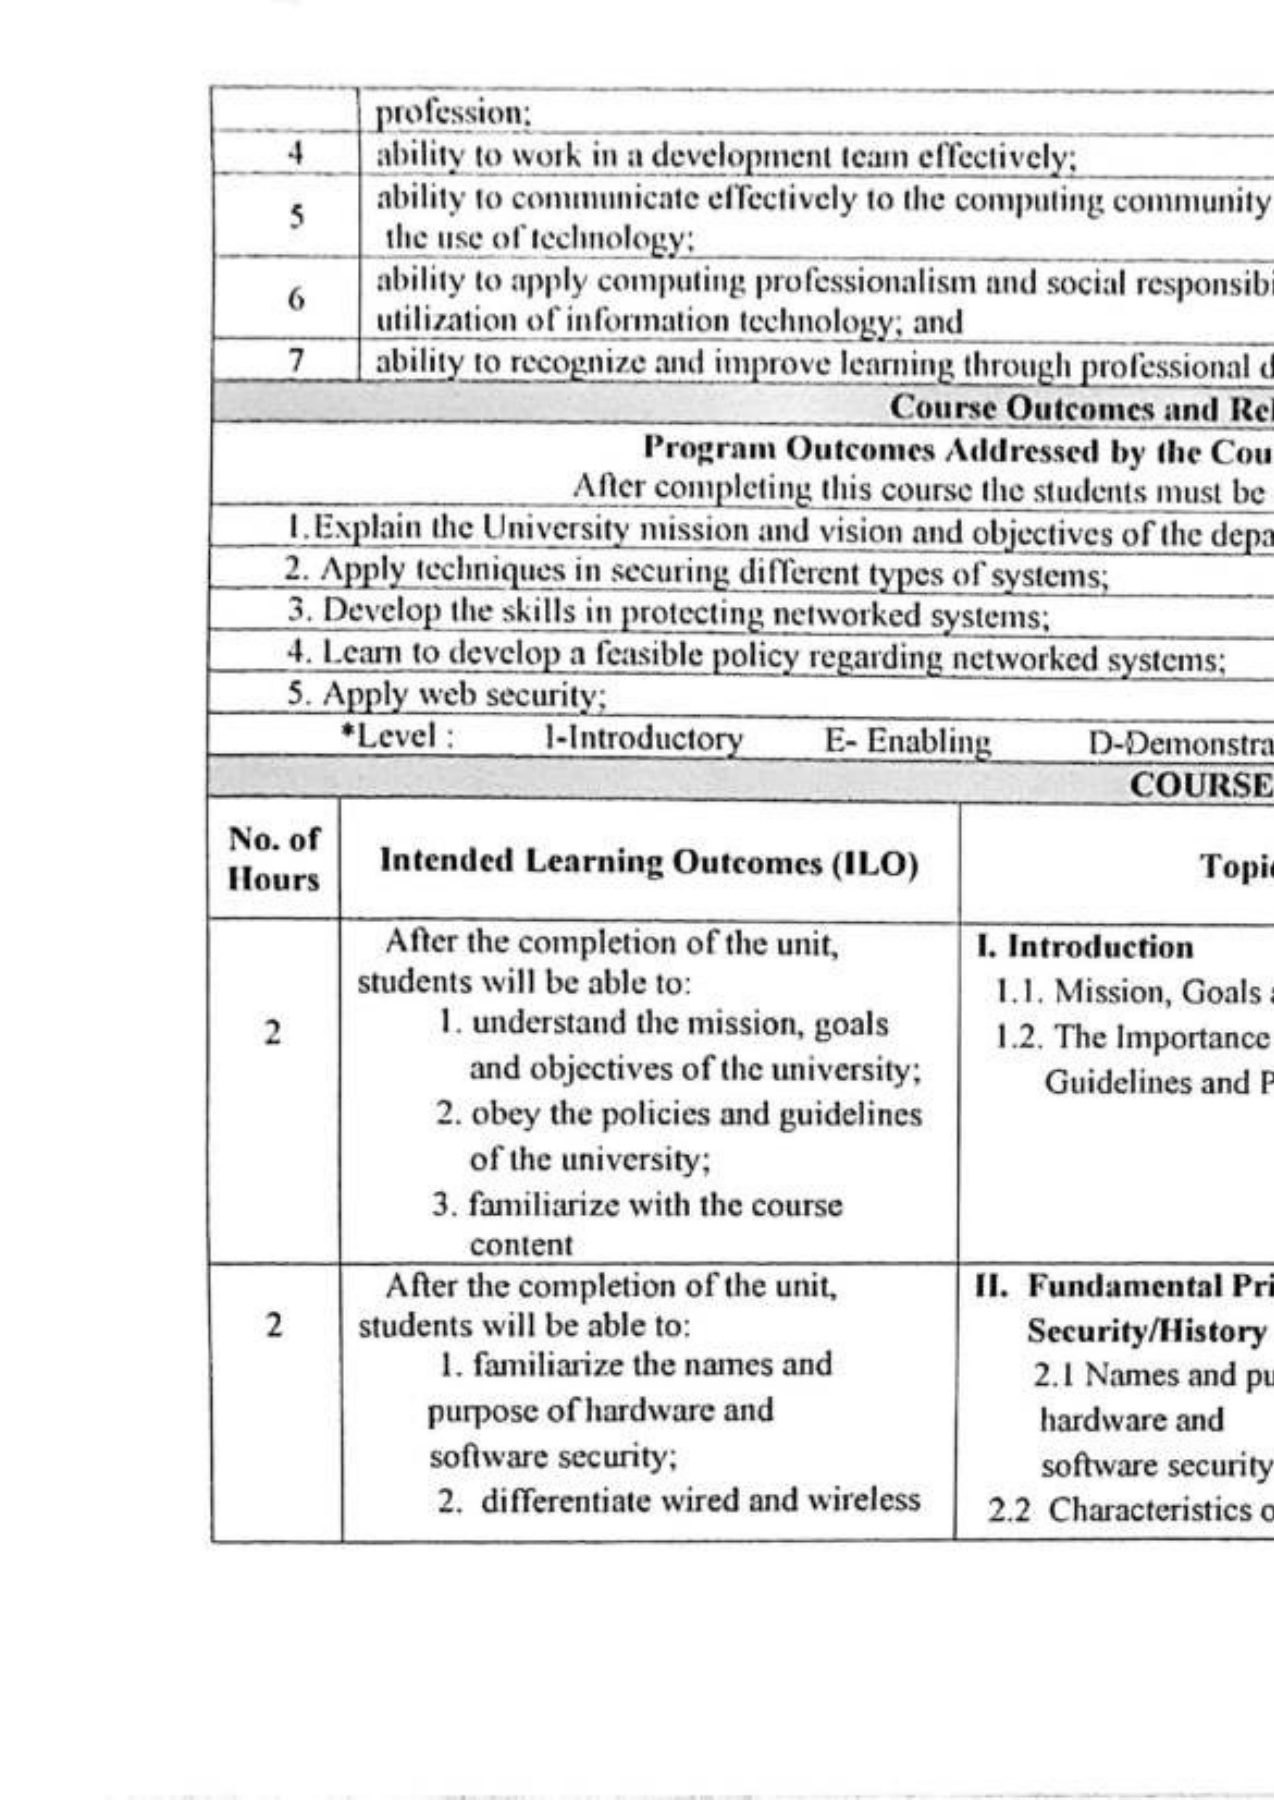 profession;
4 ability to work in a development team effectively;
5 ability to communicate effectively to the computing community
the use of technology;
6 ability to apply computing professionalism and social responsibi
utilization of information technology; and
7 ability to recognize and improve learning through professional d
Course Outcomes and Rel
Program Outcomes Addressed by the Cou
After completing this course the students must be
1.Explain the University mission and vision and objectives of the depa
2. Apply techniques in securing different types of systems;
3. Develop the skills in protecting networked systems;
4. Learn to develop a feasible policy regarding networked systems;
5. Apply web security;
*Level : I-Introductory E- Enabling D-Demonstra
COURSE
No. of
Hours
Intended Learning Outcomes (ILO)
Topic
2
After the completion of the unit,
students will be able to:
1. understand the mission, goals
and objectives of the university;
2. obey the policies and guidelines
of the university;
3. familiarize with the course
content
I. Introduction
1.1. Mission, Goals a
1.2. The Importance
Guidelines and P
2
After the completion of the unit,
students will be able to:
1. familiarize the names and
purpose of hardware and
software security;
2. differentiate wired and wireless
II. Fundamental Pri
Security/History
2.1 Names and pu
hardware and
software security
2.2 Characteristics o